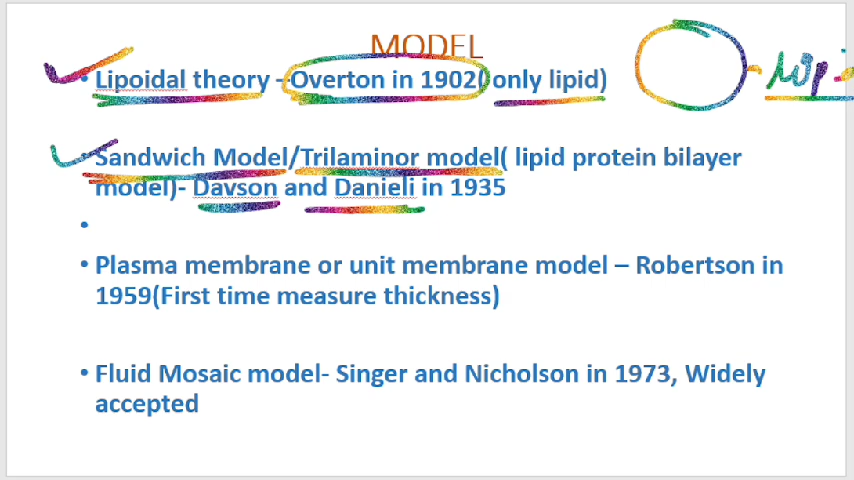 MODEL
• Lipoidal theory – Overton in 1902( only lipid)
• Sandwich Model/Trilaminor model( lipid protein bilayer
model)- Davson and Danieli in 1935
•
• Plasma membrane or unit membrane model – Robertson in
1959(First time measure thickness)
• Fluid Mosaic model- Singer and Nicholson in 1973, Widely
accepted